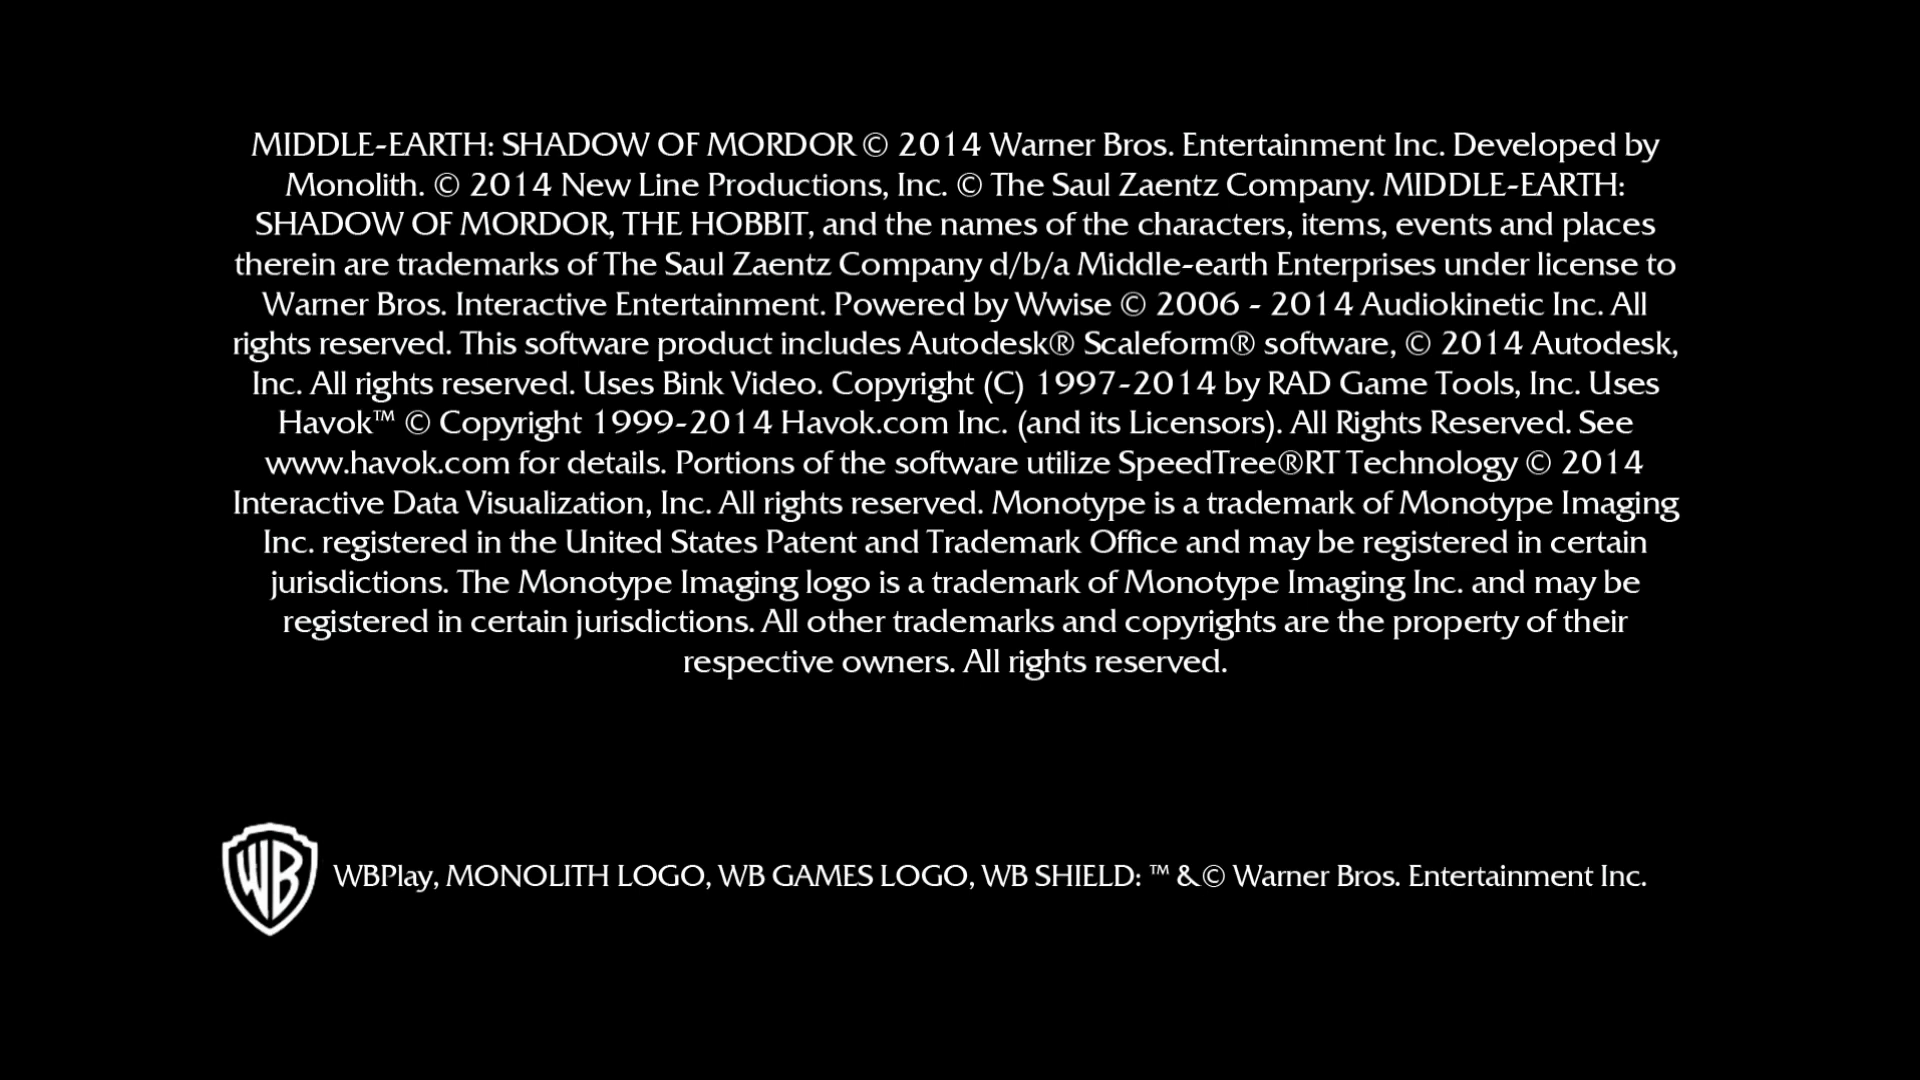 MIDDLE-EARTH: SHADOW OF MORDOR © 2014 Warner Bros. Entertainment Inc. Developed by
Monolith. © 2014 New Line Productions, Inc. © The Saul Zaentz Company. MIDDLE-EARTH:
SHADOW OF MORDOR, THE HOBBIT, and the names of the characters, items, events and places
therein are trademarks of The Saul Zaentz Company d/b/a Middle-earth Enterprises under license to
Warner Bros. Interactive Entertainment. Powered by Wwise © 2006 - 2014 Audiokinetic Inc. All
rights reserved. This software product includes Autodesk® Scaleform® software, © 2014 Autodesk,
Inc. All rights reserved. Uses Bink Video. Copyright (C) 1997-2014 by RAD Game Tools, Inc. Uses
Havok™ © Copyright 1999-2014 Havok.com Inc. (and its Licensors). All Rights Reserved. See
www.havok.com for details. Portions of the software utilize SpeedTree®RT Technology © 2014
Interactive Data Visualization, Inc. All rights reserved. Monotype is a trademark of Monotype Imaging
Inc. registered in the United States Patent and Trademark Office and may be registered in certain
jurisdictions. The Monotype Imaging logo is a trademark of Monotype Imaging Inc. and may be
registered in certain jurisdictions. All other trademarks and copyrights are the property of their
respective owners. All rights reserved.
WB WBPlay, MONOLITH LOGO, WB GAMES LOGO, WB SHIELD: ™ & © Warner Bros. Entertainment Inc.